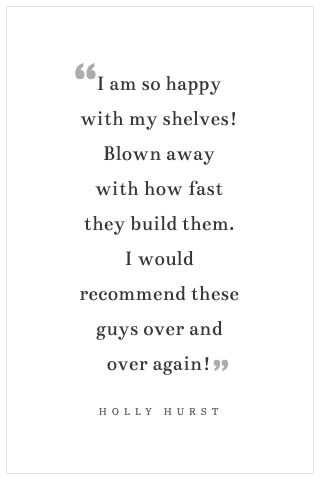 “I am so happy
with my shelves!
Blown away
with how fast
they build them.
I would
recommend these
guys over and
over again!”
HOLLY HURST